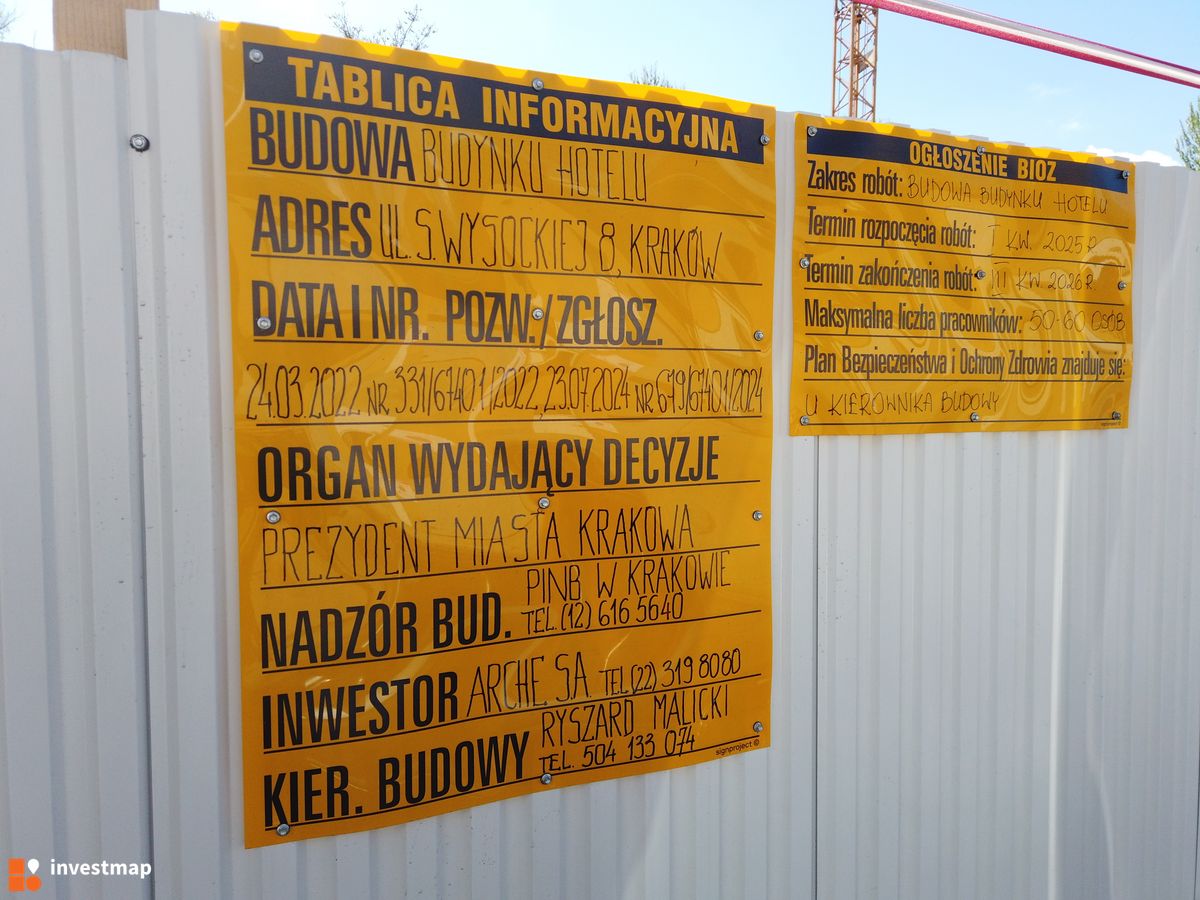 TABLICA INFORMACYJNA
BUDOWA BUDYNKU HOTELU
ADRES UL. S. WYSOCKIEJ 8, KRAKÓW
DATA I NR. POZW./ZGŁOSZ.
24.03.2022 NR 331/6740.1/2022, 23.07.2024 NR 679/6740.1/2024
ORGAN WYDAJĄCY DECYZJE
PREZYDENT MIASTA KRAKOWA
NADZÓR BUD. PINB W KRAKOWIE
TEL. (12) 616 5640
INWESTOR ARCHE S.A. TEL (22) 319 80 80
KIER. BUDOWY RYSZARD MALICKI
TEL. 504 133 074
signproject ©
OGŁOSZENIE BIOZ
Zakres robót: BUDOWA BUDYNKU HOTELU
Termin rozpoczęcia robót: I KW. 2025 R.
Termin zakończenia robót: III KW. 2026 R.
Maksymalna liczba pracowników: 50-60 OSÓB
Plan Bezpieczeństwa i Ochrony Zdrowia znajduje się:
U KIEROWNIKA BUDOWY
signproject ©
investmap